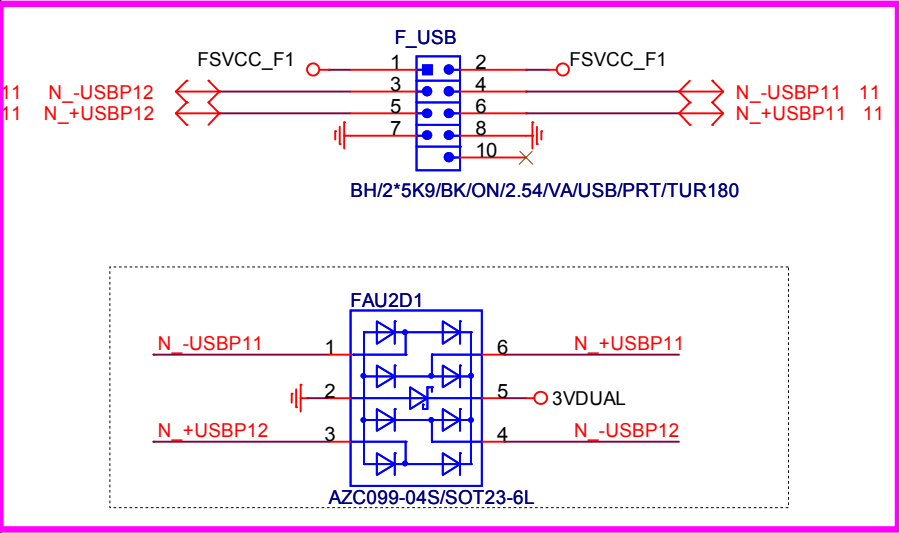 F_USB
FSVCC_F1 1 2 FSVCC_F1
11 N_-USBP12 3 4 N_-USBP11 11
11 N_+USBP12 5 6 N_+USBP11 11
7 8
10
BH/2*5K9/BK/ON/2.54/VA/USB/PRT/TUR180
FAU2D1
N_-USBP11 1 6 N_+USBP11
2 5 3VDUAL
N_+USBP12 3 4 N_-USBP12
AZC099-04S/SOT23-6L